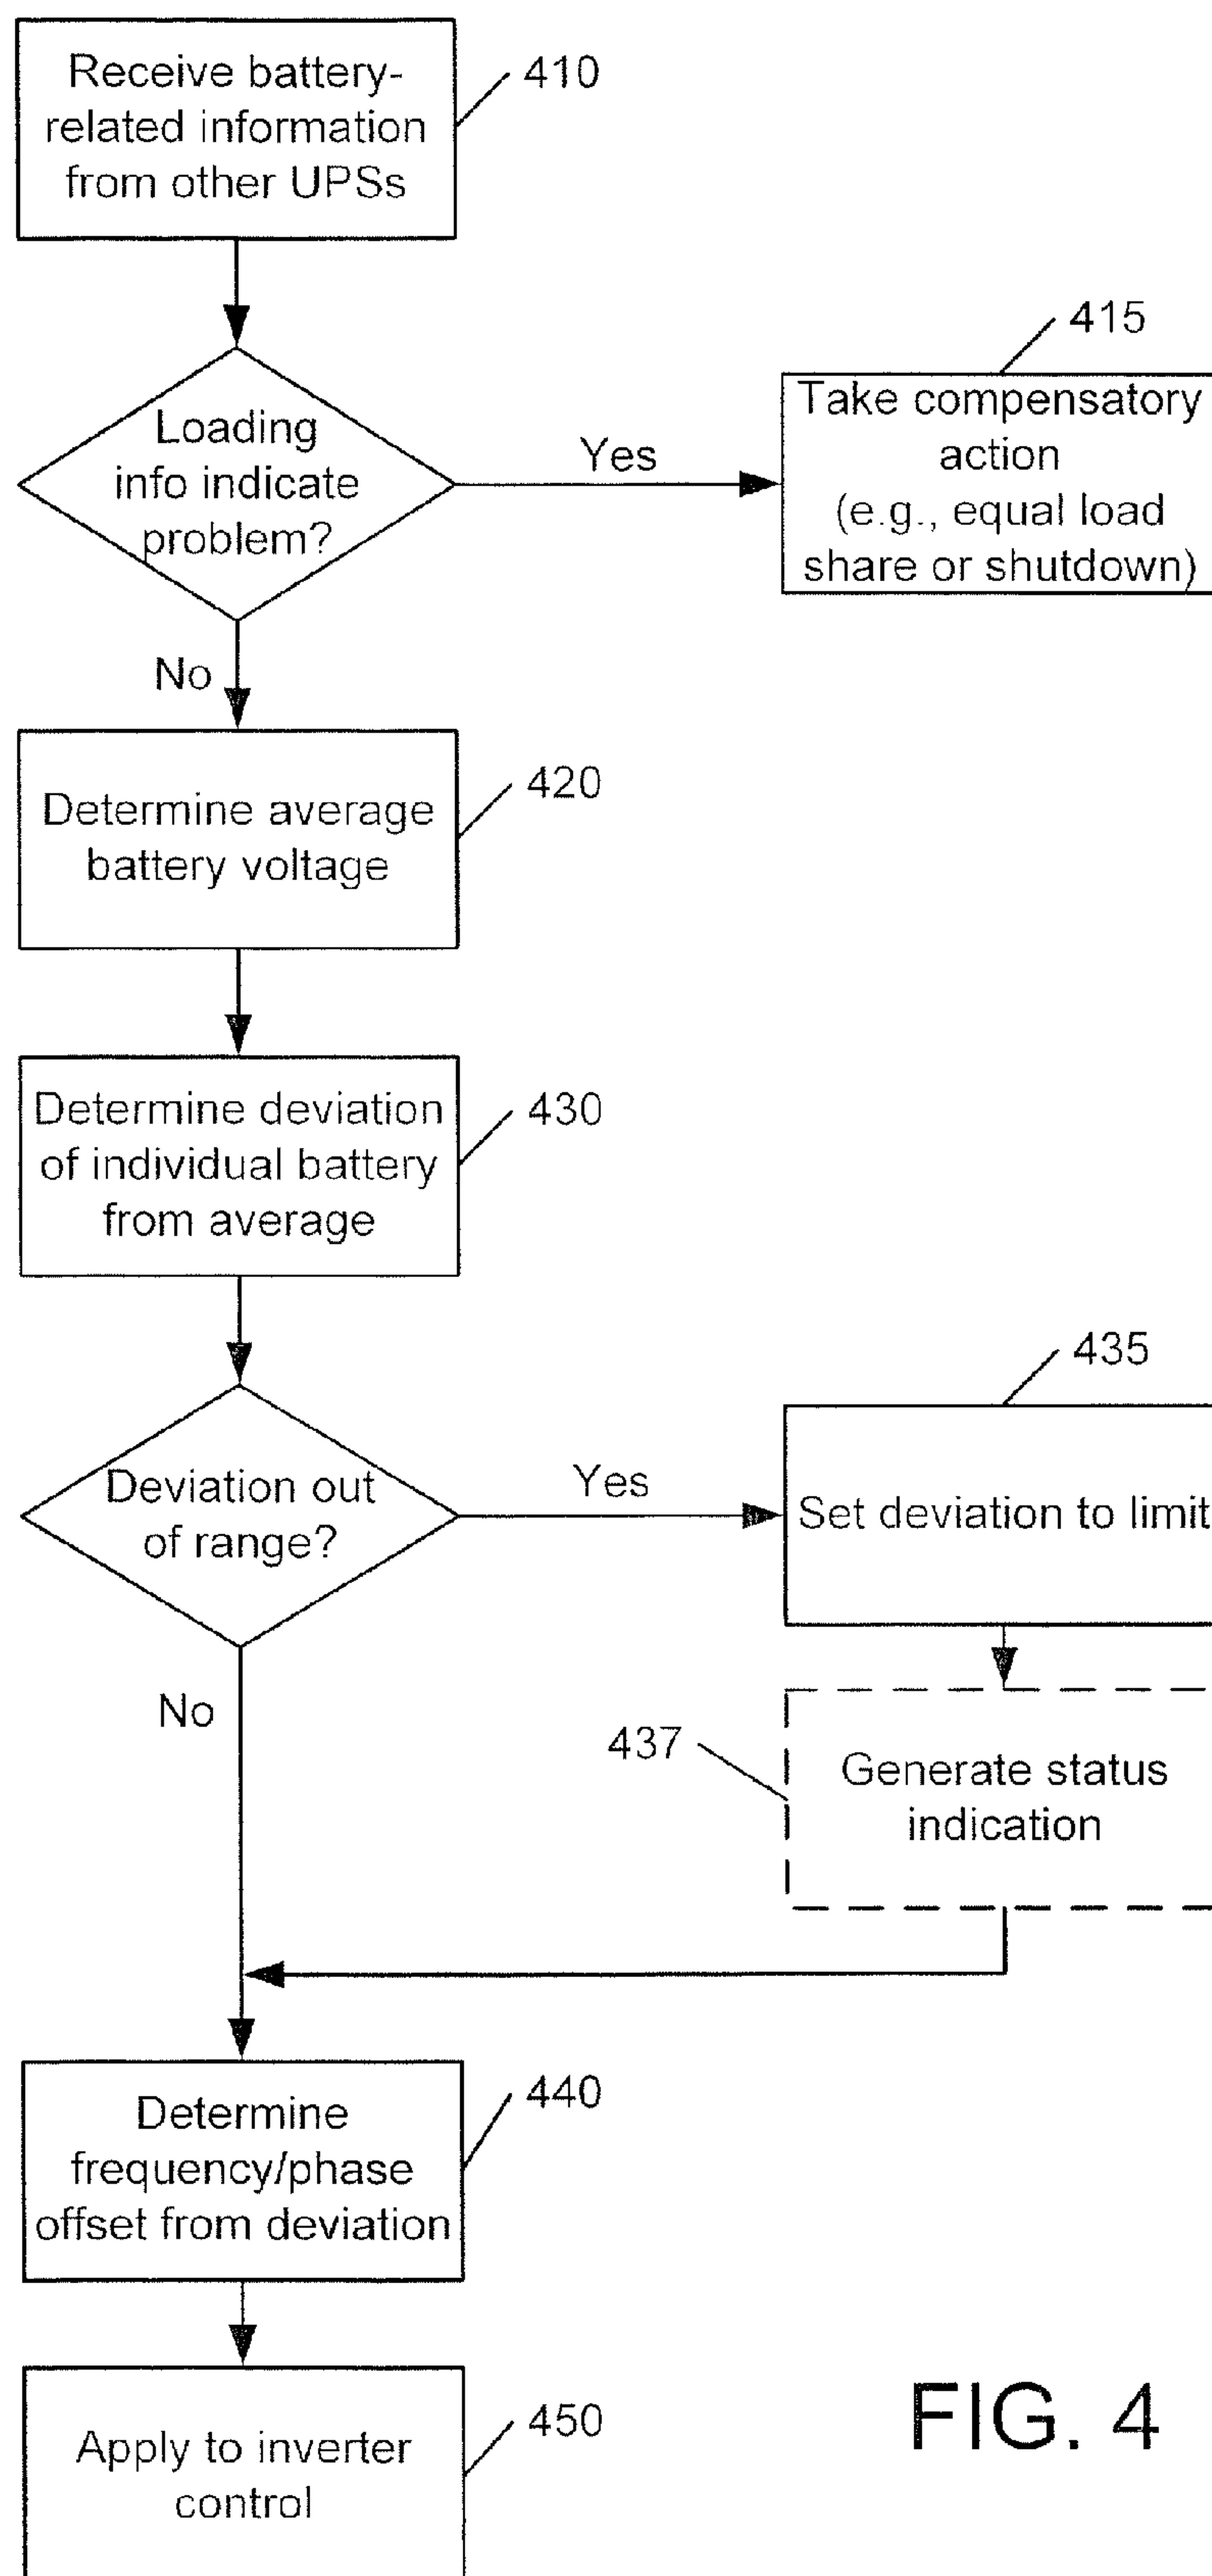 Receive battery-
related information
from other UPSs
410
Loading
info indicate
problem?
Yes
415
Take compensatory
action
(e.g., equal load
share or shutdown)
No
Determine average
battery voltage
420
Determine deviation
of individual battery
from average
430
Deviation out
of range?
Yes
435
Set deviation to limit
No
437
Generate status
indication
Determine
frequency/phase
offset from deviation
440
Apply to inverter
control
450
FIG. 4